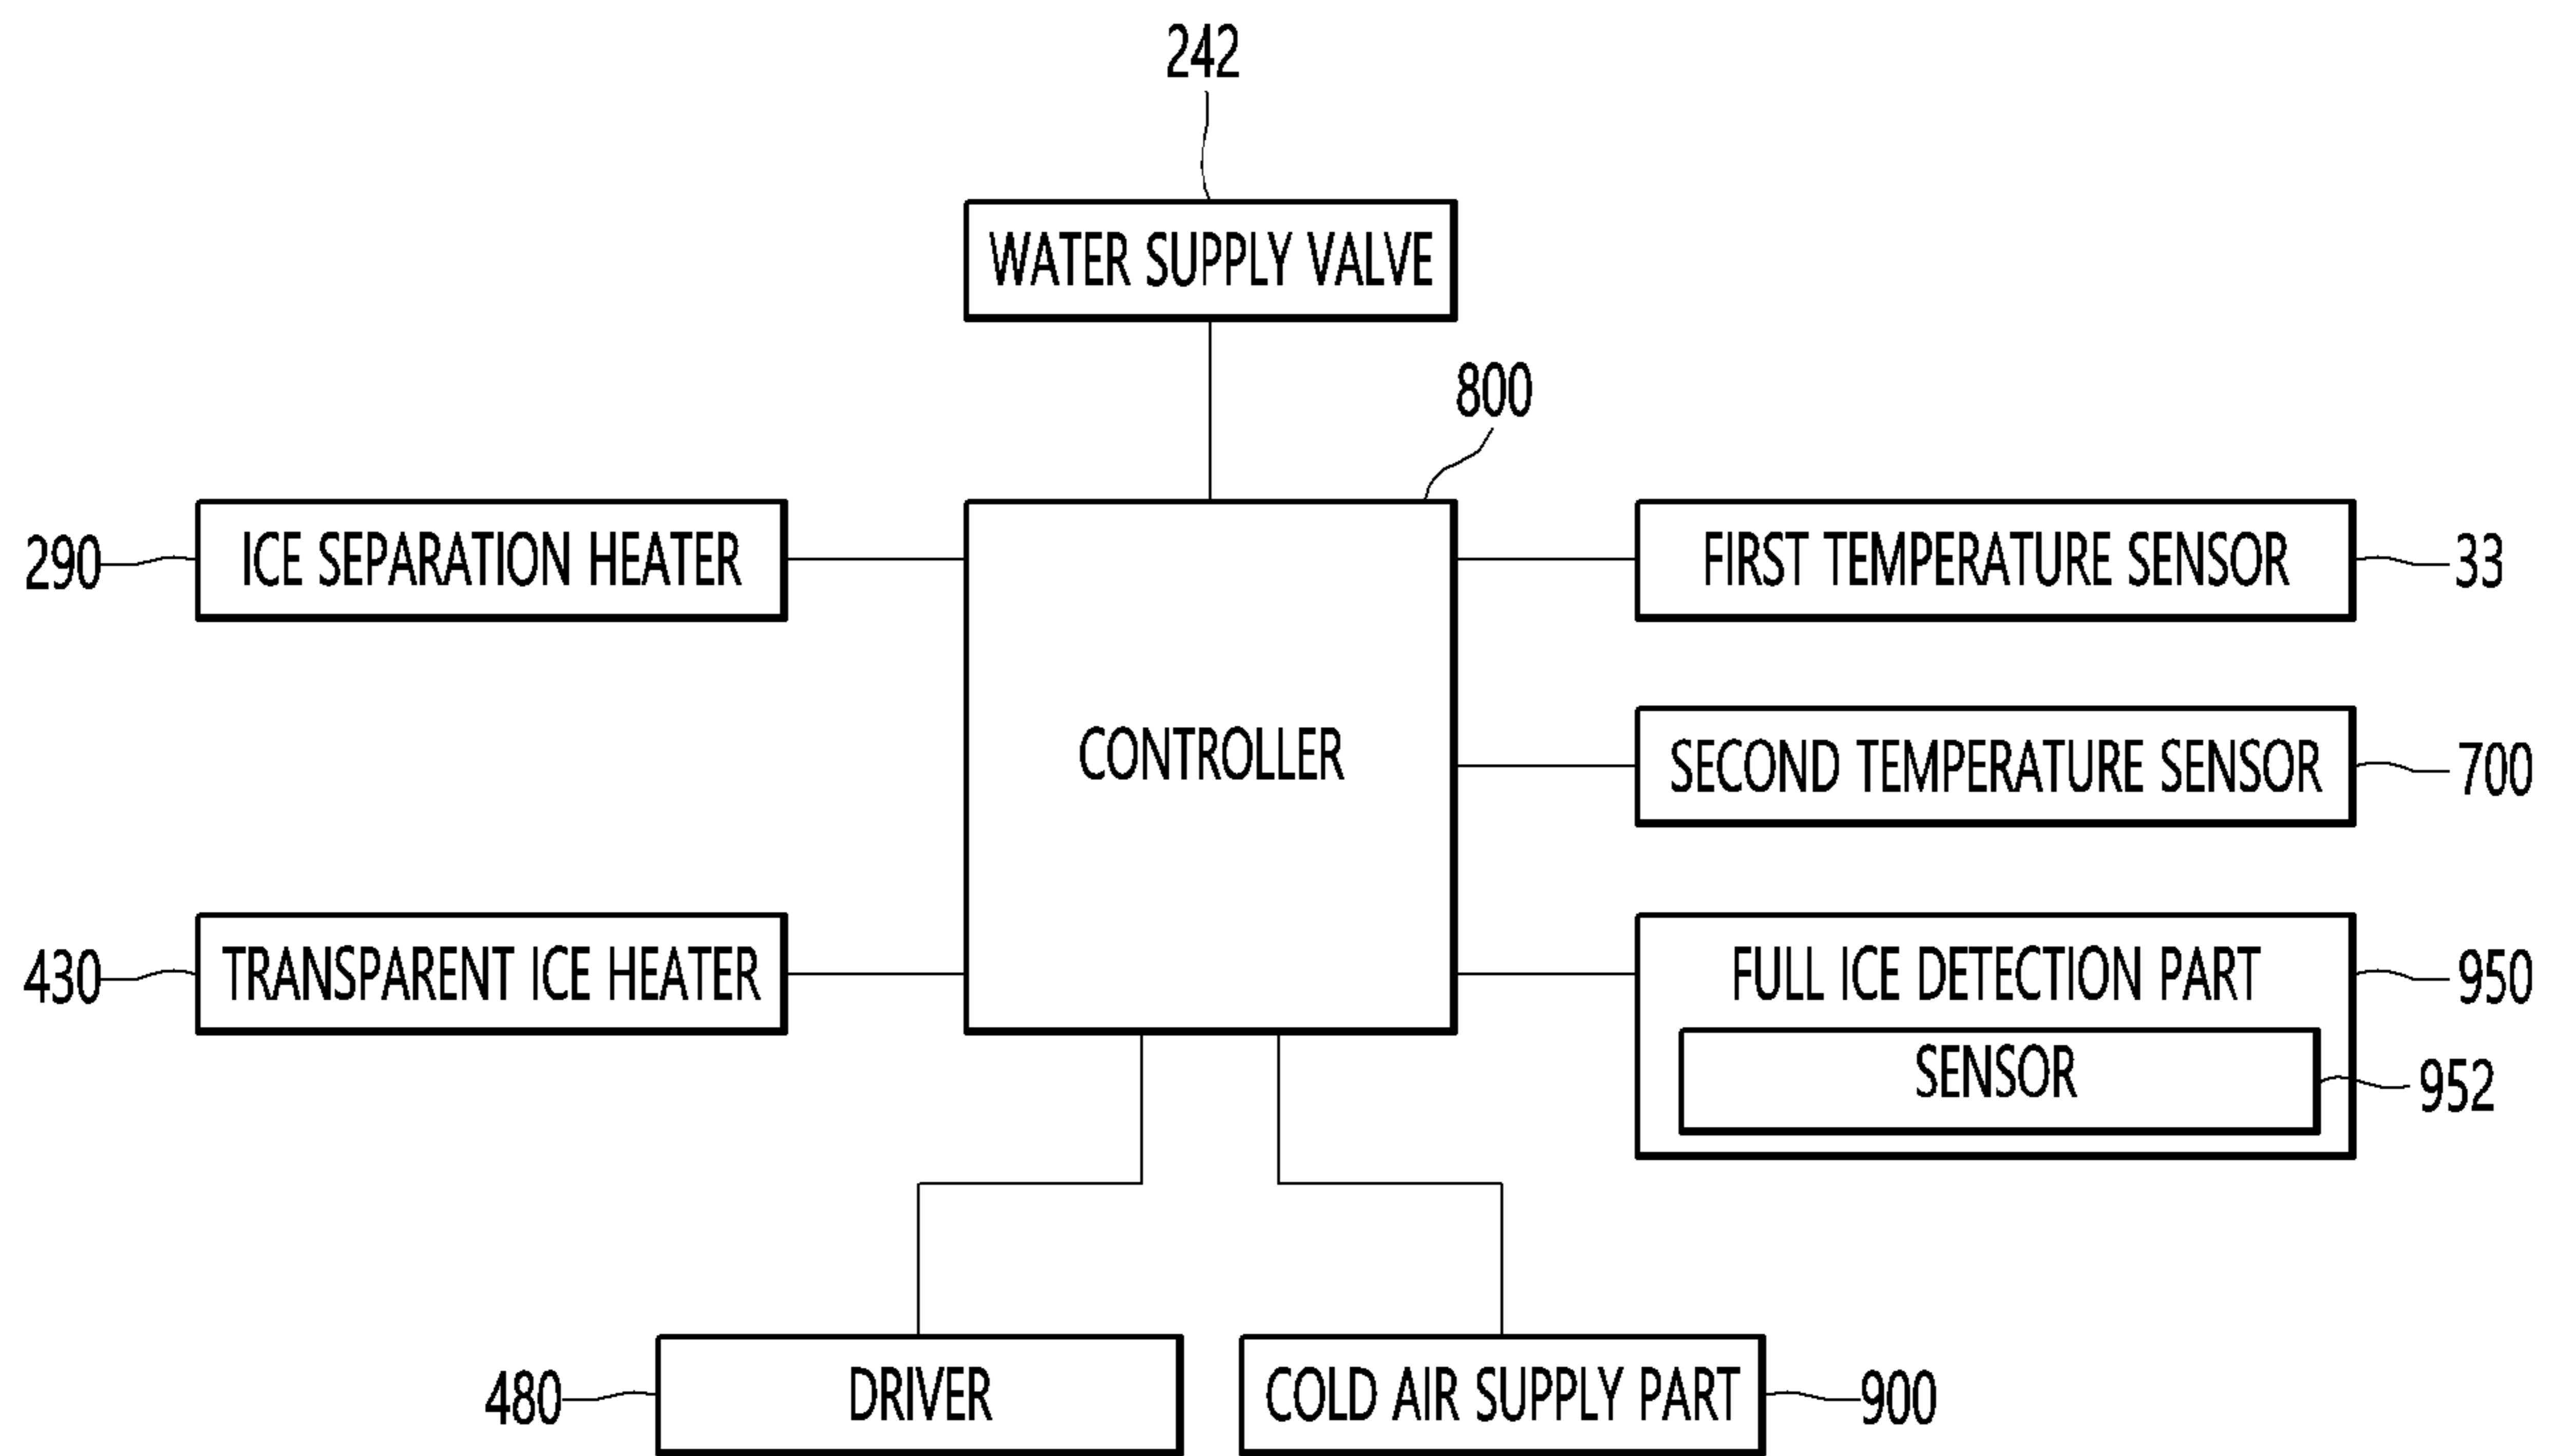 242
WATER SUPPLY VALVE
800
290
ICE SEPARATION HEATER
FIRST TEMPERATURE SENSOR
33
CONTROLLER
SECOND TEMPERATURE SENSOR
700
430
TRANSPARENT ICE HEATER
FULL ICE DETECTION PART
950
SENSOR
952
480
DRIVER
COLD AIR SUPPLY PART
900